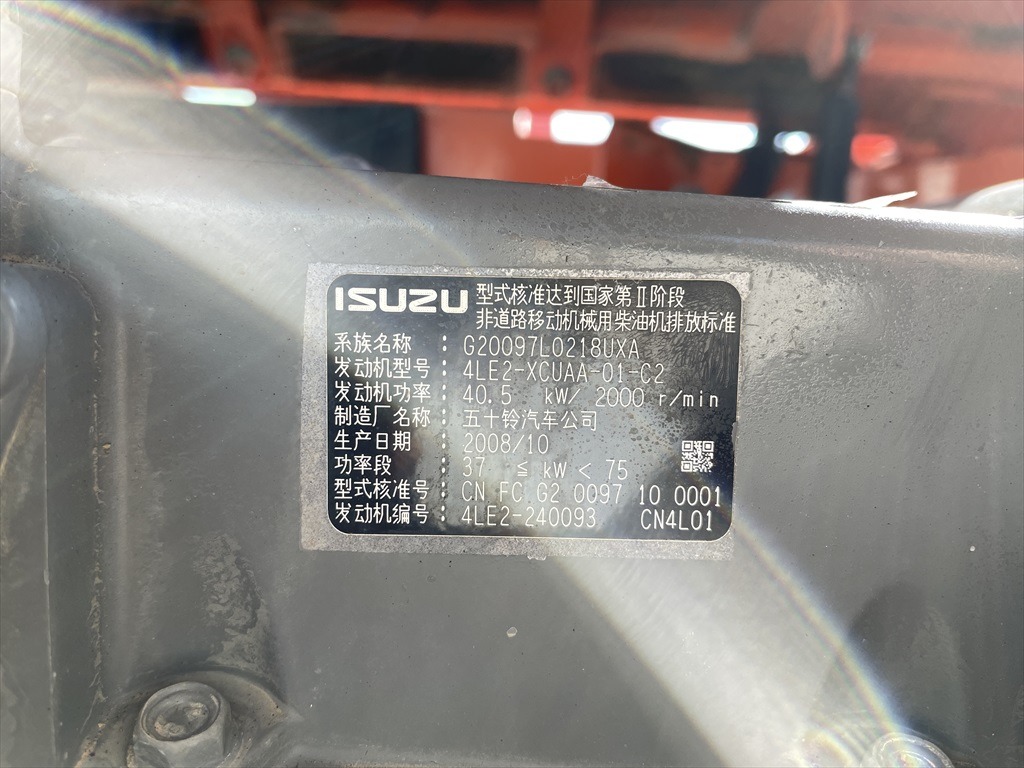 ISUZU 型式核准达到国家第Ⅱ阶段
非道路移动机械用柴油机排放标准
系族名称 : G20097L0218UXA
发动机型号 : 4LE2-XCUAA-01-C2
发动机功率 : 40.5 kW/ 2000 r/min
制造厂名称 : 五十铃汽车公司
生产日期 : 2008/10
功率段 : 37 ≦ kW < 75
型式核准号 : CN FC G2 0097 10 0001
发动机编号 : 4LE2-240093 CN4L01